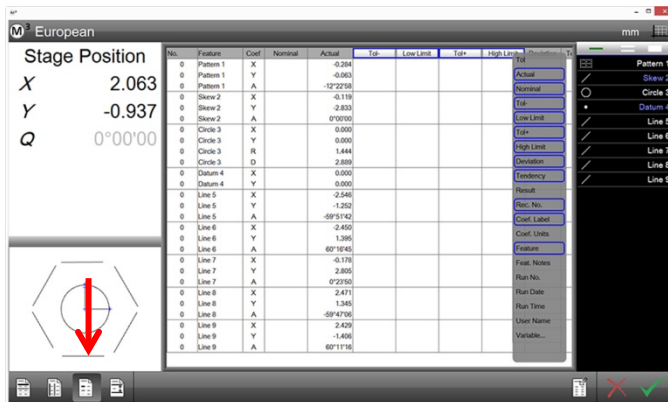 M³
M³ European mm
Stage Position
X 2.063
Y -0.937
Q 0°00'00
No. Feature Coef Nominal Actual Tol- Low Limit Tol+ High Limit
0 Pattern 1 X -0.284
0 Pattern 1 Y -0.063
0 Pattern 1 A -12°22'58
0 Skew 2 X -0.119
0 Skew 2 Y -2.833
0 Skew 2 A 0°00'00
0 Circle 3 X 0.000
0 Circle 3 Y 0.000
0 Circle 3 R 1.444
0 Circle 3 D 2.889
0 Datum 4 X 0.000
0 Datum 4 Y 0.000
0 Line 5 X -2.546
0 Line 5 Y -1.252
0 Line 5 A -59°51'42
0 Line 6 X -2.450
0 Line 6 Y 1.395
0 Line 6 A 60°16'45
0 Line 7 X -0.178
0 Line 7 Y 2.805
0 Line 7 A 0°23'50
0 Line 8 X 2.471
0 Line 8 Y 1.345
0 Line 8 A -59°47'06
0 Line 9 X 2.429
0 Line 9 Y -1.406
0 Line 9 A 60°11'16
Tol
Actual
Nominal
Tol-
Low Limit
Tol+
High Limit
Deviation
Tendency
Result
Rec. No.
Coef. Label
Coef. Units
Feature
Feat. Notes
Run No.
Run Date
Run Time
User Name
Variable...
Pattern 1
Skew 2
Circle 3
Datum 4
Line 5
Line 6
Line 7
Line 8
Line 9